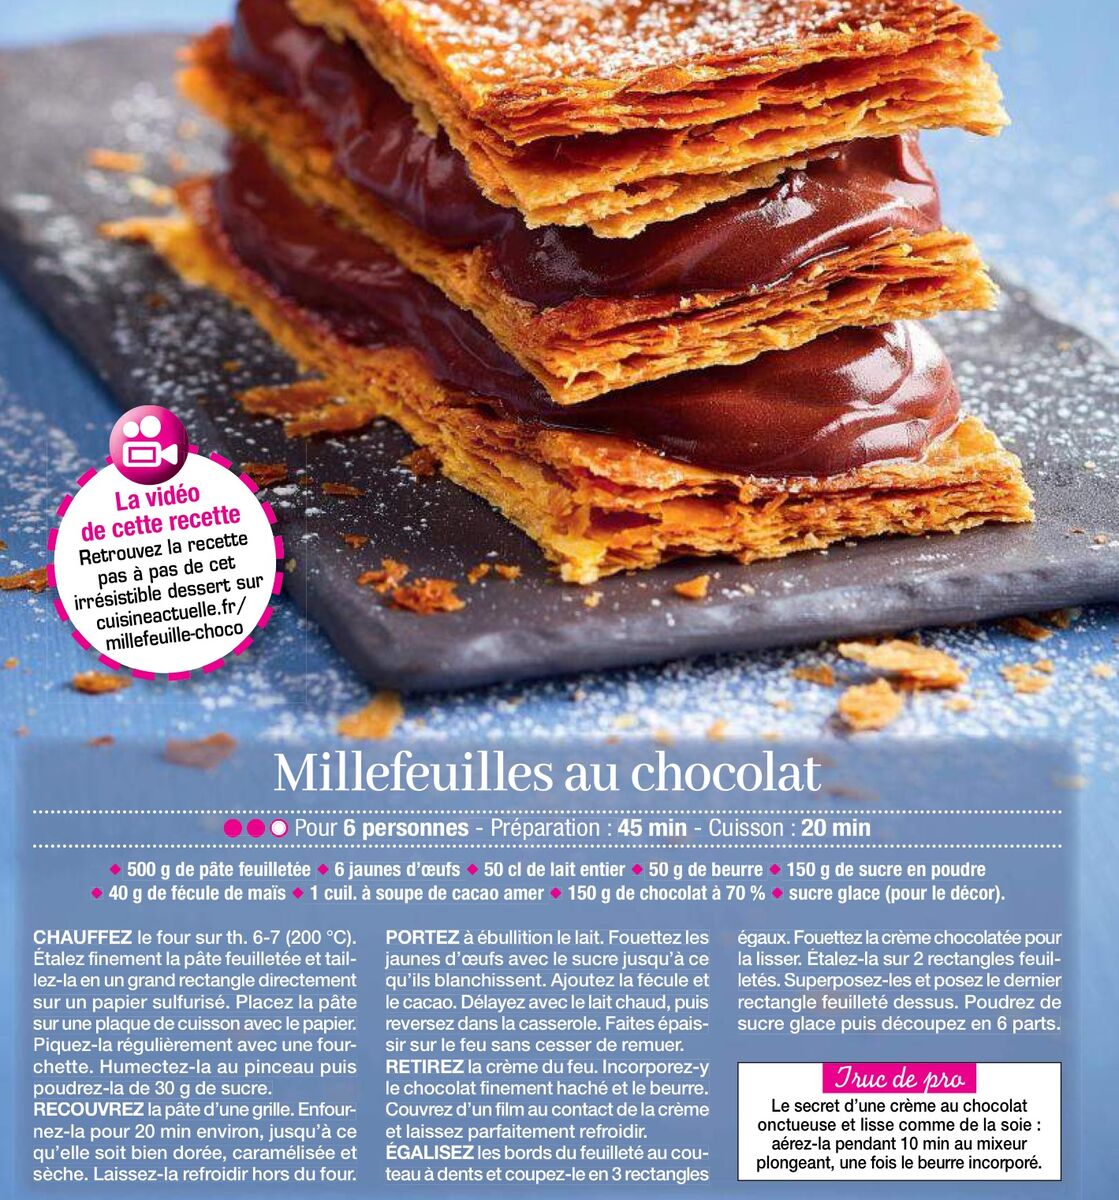 La vidéo
de cette recette
Retrouvez la recette
pas à pas de cet
irrésistible dessert sur
cuisineactuelle.fr/
millefeuille-choco
Millefeuilles au chocolat
Pour 6 personnes - Préparation : 45 min - Cuisson : 20 min
◆ 500 g de pâte feuilletée ◆ 6 jaunes d'œufs ◆ 50 cl de lait entier ◆ 50 g de beurre ◆ 150 g de sucre en poudre
◆ 40 g de fécule de maïs ◆ 1 cuil. à soupe de cacao amer ◆ 150 g de chocolat à 70 % ◆ sucre glace (pour le décor).
CHAUFFEZ le four sur th. 6-7 (200 °C).
Étalez finement la pâte feuilletée et tail-
lez-la en un grand rectangle directement
sur un papier sulfurisé. Placez la pâte
sur une plaque de cuisson avec le papier.
Piquez-la régulièrement avec une four-
chette. Humectez-la au pinceau puis
poudrez-la de 30 g de sucre.
RECOUVREZ la pâte d'une grille. Enfour-
nez-la pour 20 min environ, jusqu'à ce
qu'elle soit bien dorée, caramélisée et
sèche. Laissez-la refroidir hors du four.
PORTEZ à ébullition le lait. Fouettez les
jaunes d'œufs avec le sucre jusqu'à ce
qu'ils blanchissent. Ajoutez la fécule et
le cacao. Délayez avec le lait chaud, puis
reversez dans la casserole. Faites épais-
sir sur le feu sans cesser de remuer.
RETIREZ la crème du feu. Incorporez-y
le chocolat finement haché et le beurre.
Couvrez d'un film au contact de la crème
et laissez parfaitement refroidir.
ÉGALISEZ les bords du feuilleté au cou-
teau à dents et coupez-le en 3 rectangles
égaux. Fouettez la crème chocolatée pour
la lisser. Étalez-la sur 2 rectangles feuil-
letés. Superposez-les et posez le dernier
rectangle feuilleté dessus. Poudrez de
sucre glace puis découpez en 6 parts.
Truc de pro
Le secret d'une crème au chocolat
onctueuse et lisse comme de la soie :
aérez-la pendant 10 min au mixeur
plongeant, une fois le beurre incorporé.